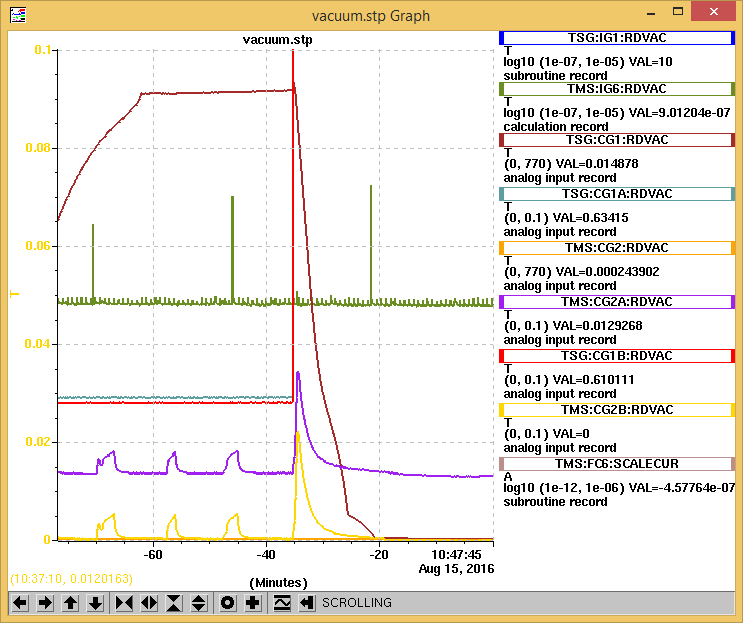 vacuum.stp Graph
vacuum.stp
0.1
0.08
0.06
0.04
0.02
0
T
-60
-40
-20
10:47:45
Aug 15, 2016
(Minutes)
(10:37:10, 0.0120163)
TSG:IG1:RDVAC
T
log10 (1e-07, 1e-05) VAL=10
subroutine record
TMS:IG6:RDVAC
T
log10 (1e-07, 1e-05) VAL=9.01204e-07
calculation record
TSG:CG1:RDVAC
T
(0, 770) VAL=0.014878
analog input record
TSG:CG1A:RDVAC
T
(0, 0.1) VAL=0.63415
analog input record
TMS:CG2:RDVAC
T
(0, 770) VAL=0.000243902
analog input record
TMS:CG2A:RDVAC
T
(0, 0.1) VAL=0.0129268
analog input record
TSG:CG1B:RDVAC
T
(0, 0.1) VAL=0.610111
analog input record
TMS:CG2B:RDVAC
T
(0, 0.1) VAL=0
analog input record
TMS:FC6:SCALECUR
A
log10 (1e-12, 1e-06) VAL=-4.57764e-07
subroutine record
SCROLLING